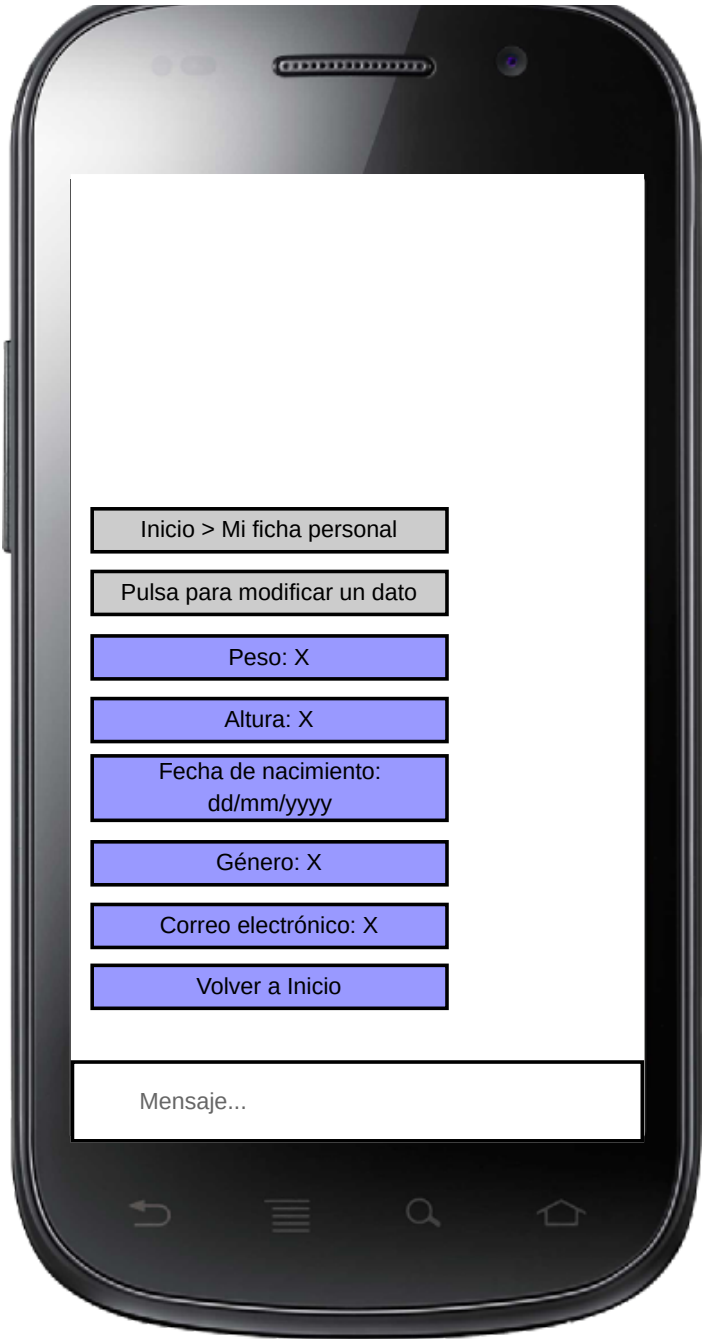 Inicio > Mi ficha personal
Pulsa para modificar un dato
Peso: X
Altura: X
Fecha de nacimiento:
dd/mm/yyyy
Género: X
Correo electrónico: X
Volver a Inicio
Mensaje...